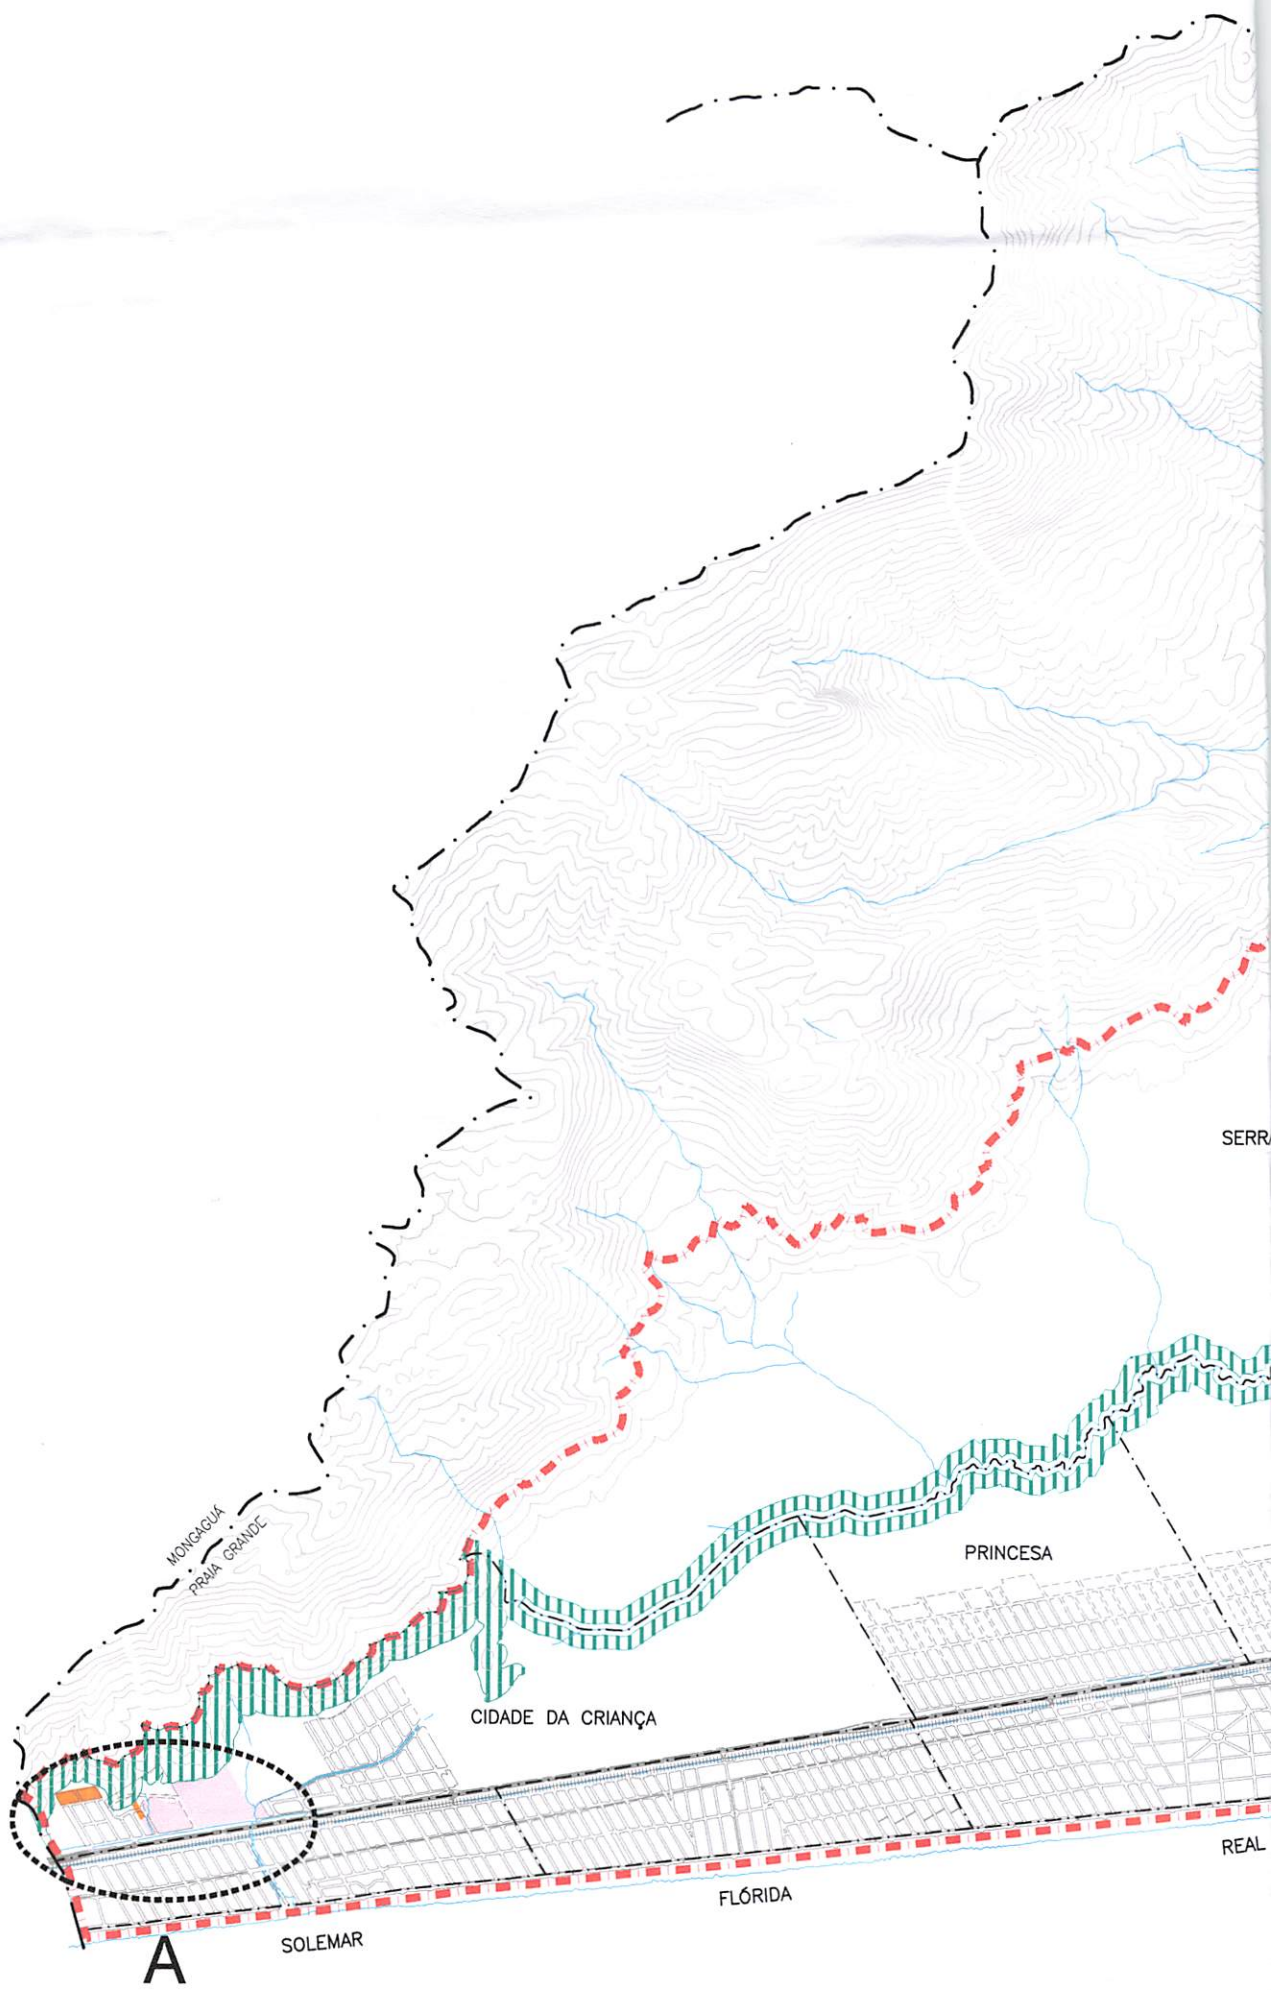 SERRA
MONGAGUÁ
PRAIA GRANDE
PRINCESA
CIDADE DA CRIANÇA
REAL
FLÓRIDA
SOLEMAR
A